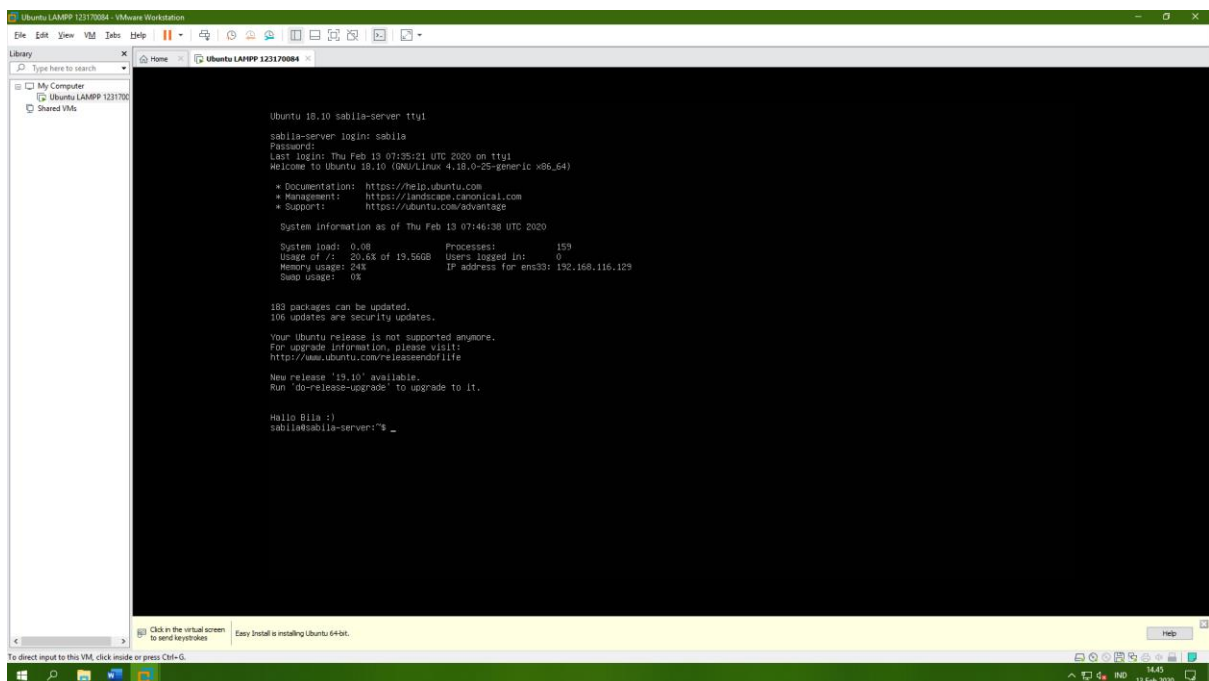 Ubuntu LAMPP 123170084 - VMware Workstation
File Edit View VM Tabs Help
Library
Home
Ubuntu LAMPP 123170084
Type here to search
My Computer
Ubuntu LAMPP 1231700
Shared VMs
Ubuntu 18.10 sabila-server tty1
sabila-server login: sabila
Password:
Last login: Thu Feb 13 07:35:21 UTC 2020 on tty1
Welcome to Ubuntu 18.10 (GNU/Linux 4.18.0-25-generic x86_64)
* Documentation: https://help.ubuntu.com
* Management: https://landscape.canonical.com
* Support: https://ubuntu.com/advantage
System information as of Thu Feb 13 07:46:38 UTC 2020
System load: 0.08 Processes: 159
Usage of /: 20.6% of 19.56GB Users logged in: 0
Memory usage: 24% IP address for ens33: 192.168.116.129
Swap usage: 0%
183 packages can be updated.
106 updates are security updates.
Your Ubuntu release is not supported anymore.
For upgrade information, please visit:
http://www.ubuntu.com/releaseendoflife
New release '19.10' available.
Run 'do-release-upgrade' to upgrade to it.
Hallo Bila :)
sabila@sabila-server:~$ _
Click in the virtual screen
to send keystrokes
Easy Install is installing Ubuntu 64-bit.
Help
To direct input to this VM, click inside or press Ctrl+G.
IND
14.45
13 Feb 2020